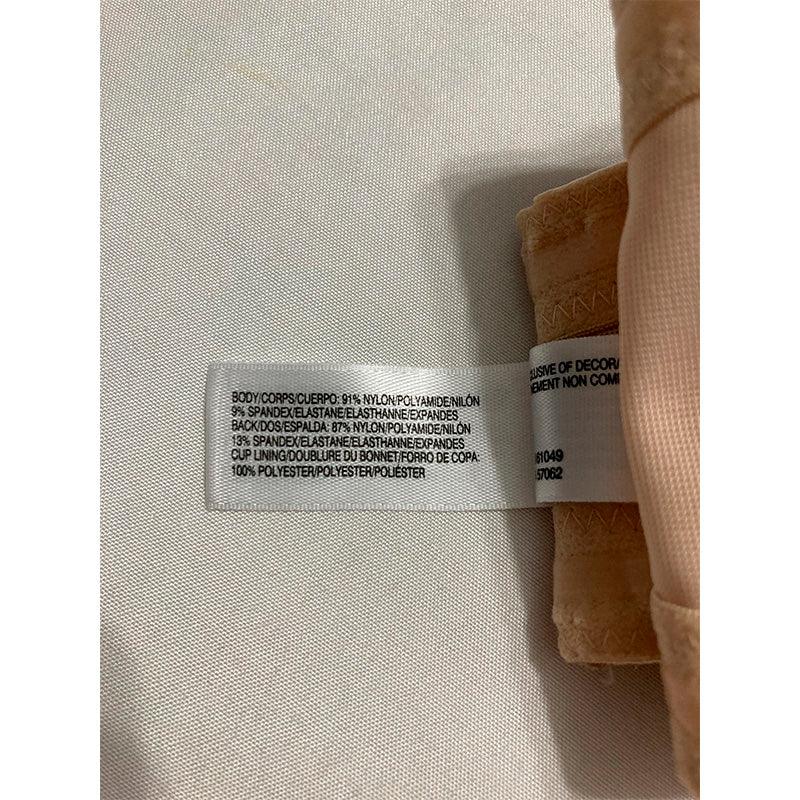 BODY/CORPS/CUERPO: 91% NYLON/POLYAMIDE/NILÓN
9% SPANDEX/ELASTANE/ELASTHANNE/EXPANDES
BACK/DOS/ESPALDA: 87% NYLON/POLYAMIDE/NILÓN
13% SPANDEX/ELASTANE/ELASTHANNE/EXPANDES
CUP LINING/DOUBLURE DU BONNET/FORRO DE COPA:
100% POLYESTER/POLYESTER/POLIÉSTER
LUSIVE OF DECOR
NEMENT NON COM
61049
57062